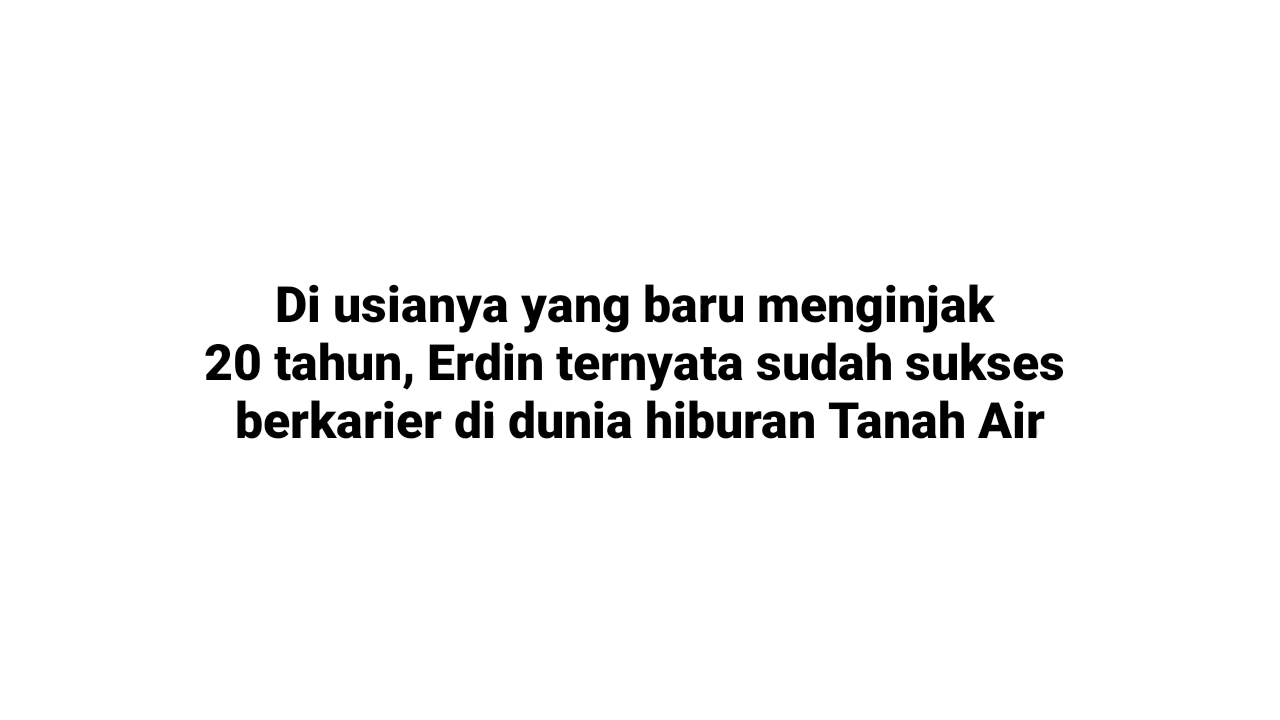 Di usianya yang baru menginjak
20 tahun, Erdin ternyata sudah sukses
berkarier di dunia hiburan Tanah Air